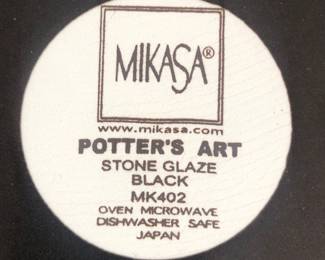 MIKASA®
www.mikasa.com
POTTER'S ART
STONE GLAZE
BLACK
MK402
OVEN MICROWAVE
DISHWASHER SAFE
JAPAN